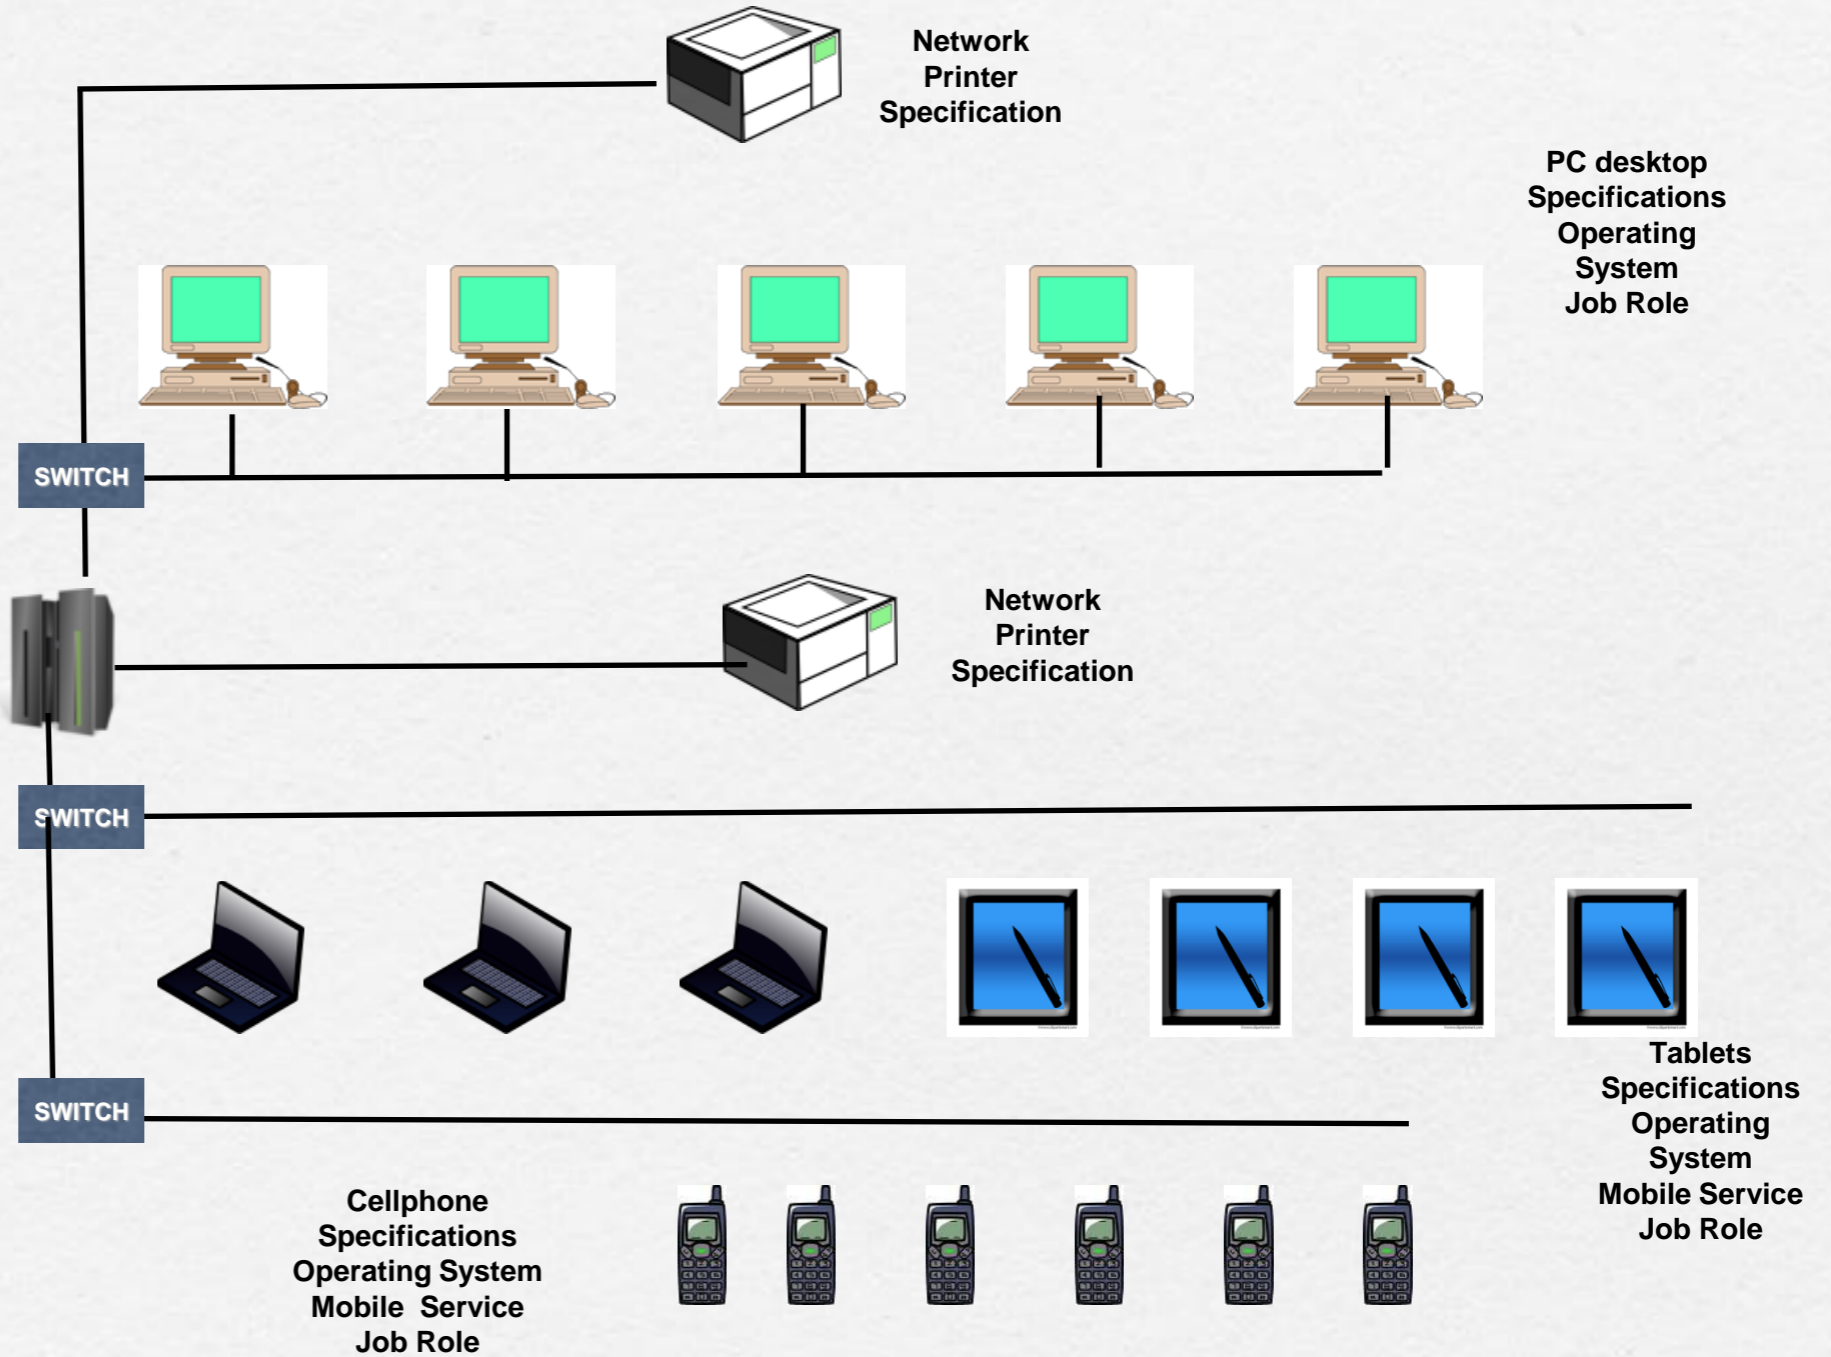 Network
Printer
Specification
PC desktop
Specifications
Operating
System
Job Role
SWITCH
Network
Printer
Specification
SWITCH
Tablets
Specifications
Operating
System
Mobile Service
Job Role
SWITCH
Cellphone
Specifications
Operating System
Mobile  Service
Job Role